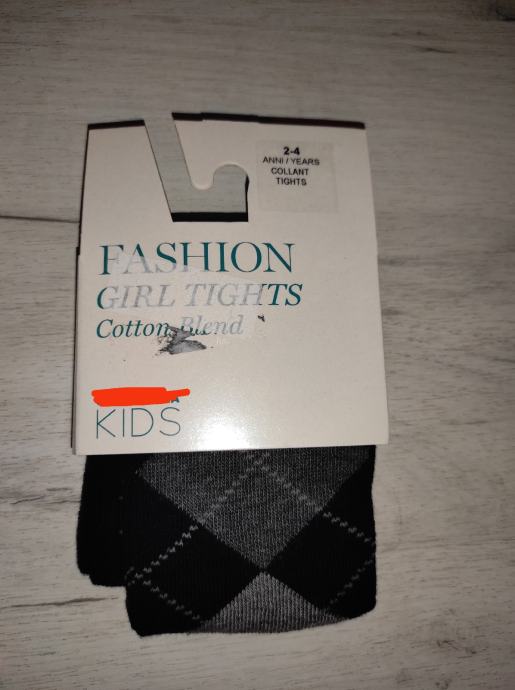 2-4
ANNI / YEARS
COLLANT
TIGHTS
FASHION
GIRL TIGHTS
Cotton Blend
KIDS